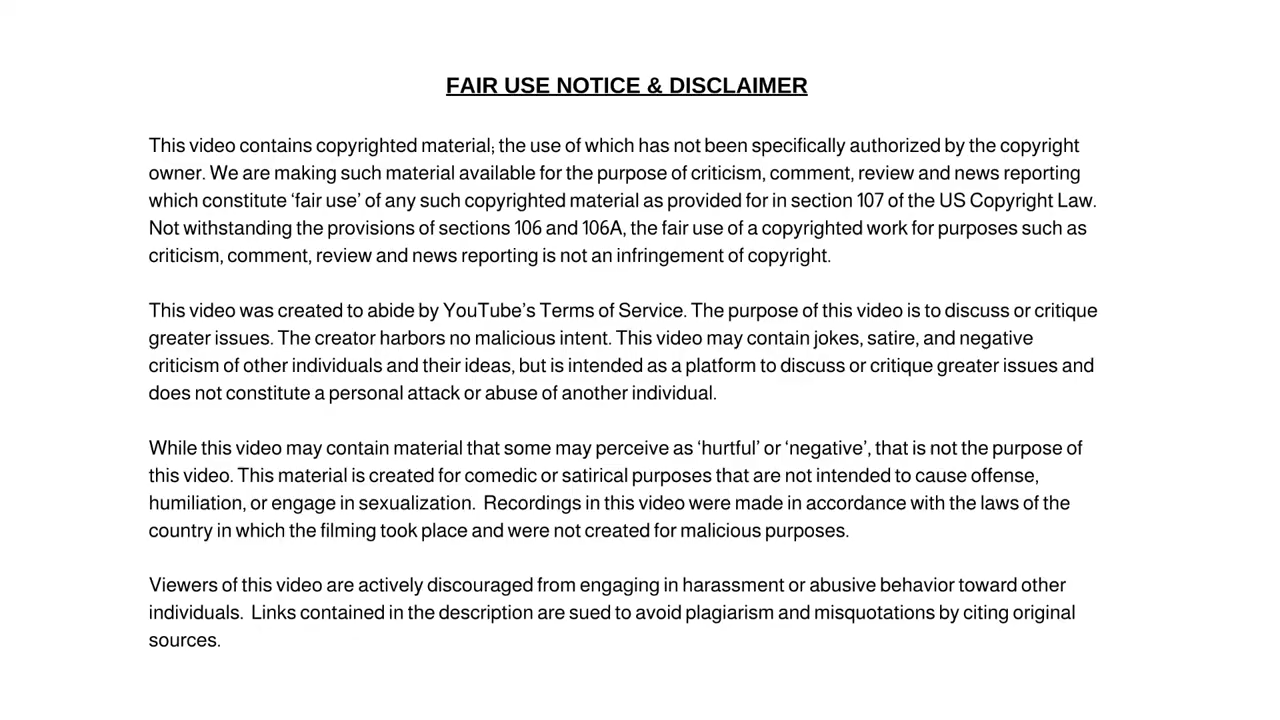 FAIR USE NOTICE & DISCLAIMER
This video contains copyrighted material; the use of which has not been specifically authorized by the copyright
owner. We are making such material available for the purpose of criticism, comment, review and news reporting
which constitute ‘fair use’ of any such copyrighted material as provided for in section 107 of the US Copyright Law.
Not withstanding the provisions of sections 106 and 106A, the fair use of a copyrighted work for purposes such as
criticism, comment, review and news reporting is not an infringement of copyright.
This video was created to abide by YouTube’s Terms of Service. The purpose of this video is to discuss or critique
greater issues. The creator harbors no malicious intent. This video may contain jokes, satire, and negative
criticism of other individuals and their ideas, but is intended as a platform to discuss or critique greater issues and
does not constitute a personal attack or abuse of another individual.
While this video may contain material that some may perceive as ‘hurtful’ or ‘negative’, that is not the purpose of
this video. This material is created for comedic or satirical purposes that are not intended to cause offense,
humiliation, or engage in sexualization.  Recordings in this video were made in accordance with the laws of the
country in which the filming took place and were not created for malicious purposes.
Viewers of this video are actively discouraged from engaging in harassment or abusive behavior toward other
individuals.  Links contained in the description are sued to avoid plagiarism and misquotations by citing original
sources.